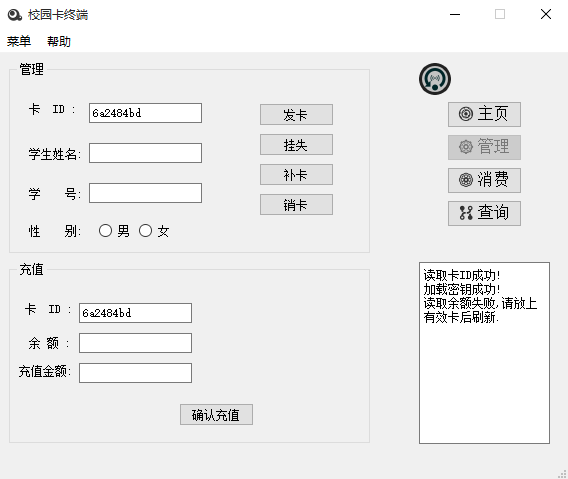 校园卡终端
菜单 帮助
管理
卡 ID : 6a2484bd
学生姓名:
学 号:
性 别: 男 女
发卡
挂失
补卡
销卡
充值
卡 ID : 6a2484bd
余 额 :
充值金额:
确认充值
主页
管理
消费
查询
读取卡ID成功!
加载密钥成功!
读取余额失败,请放上
有效卡后刷新.